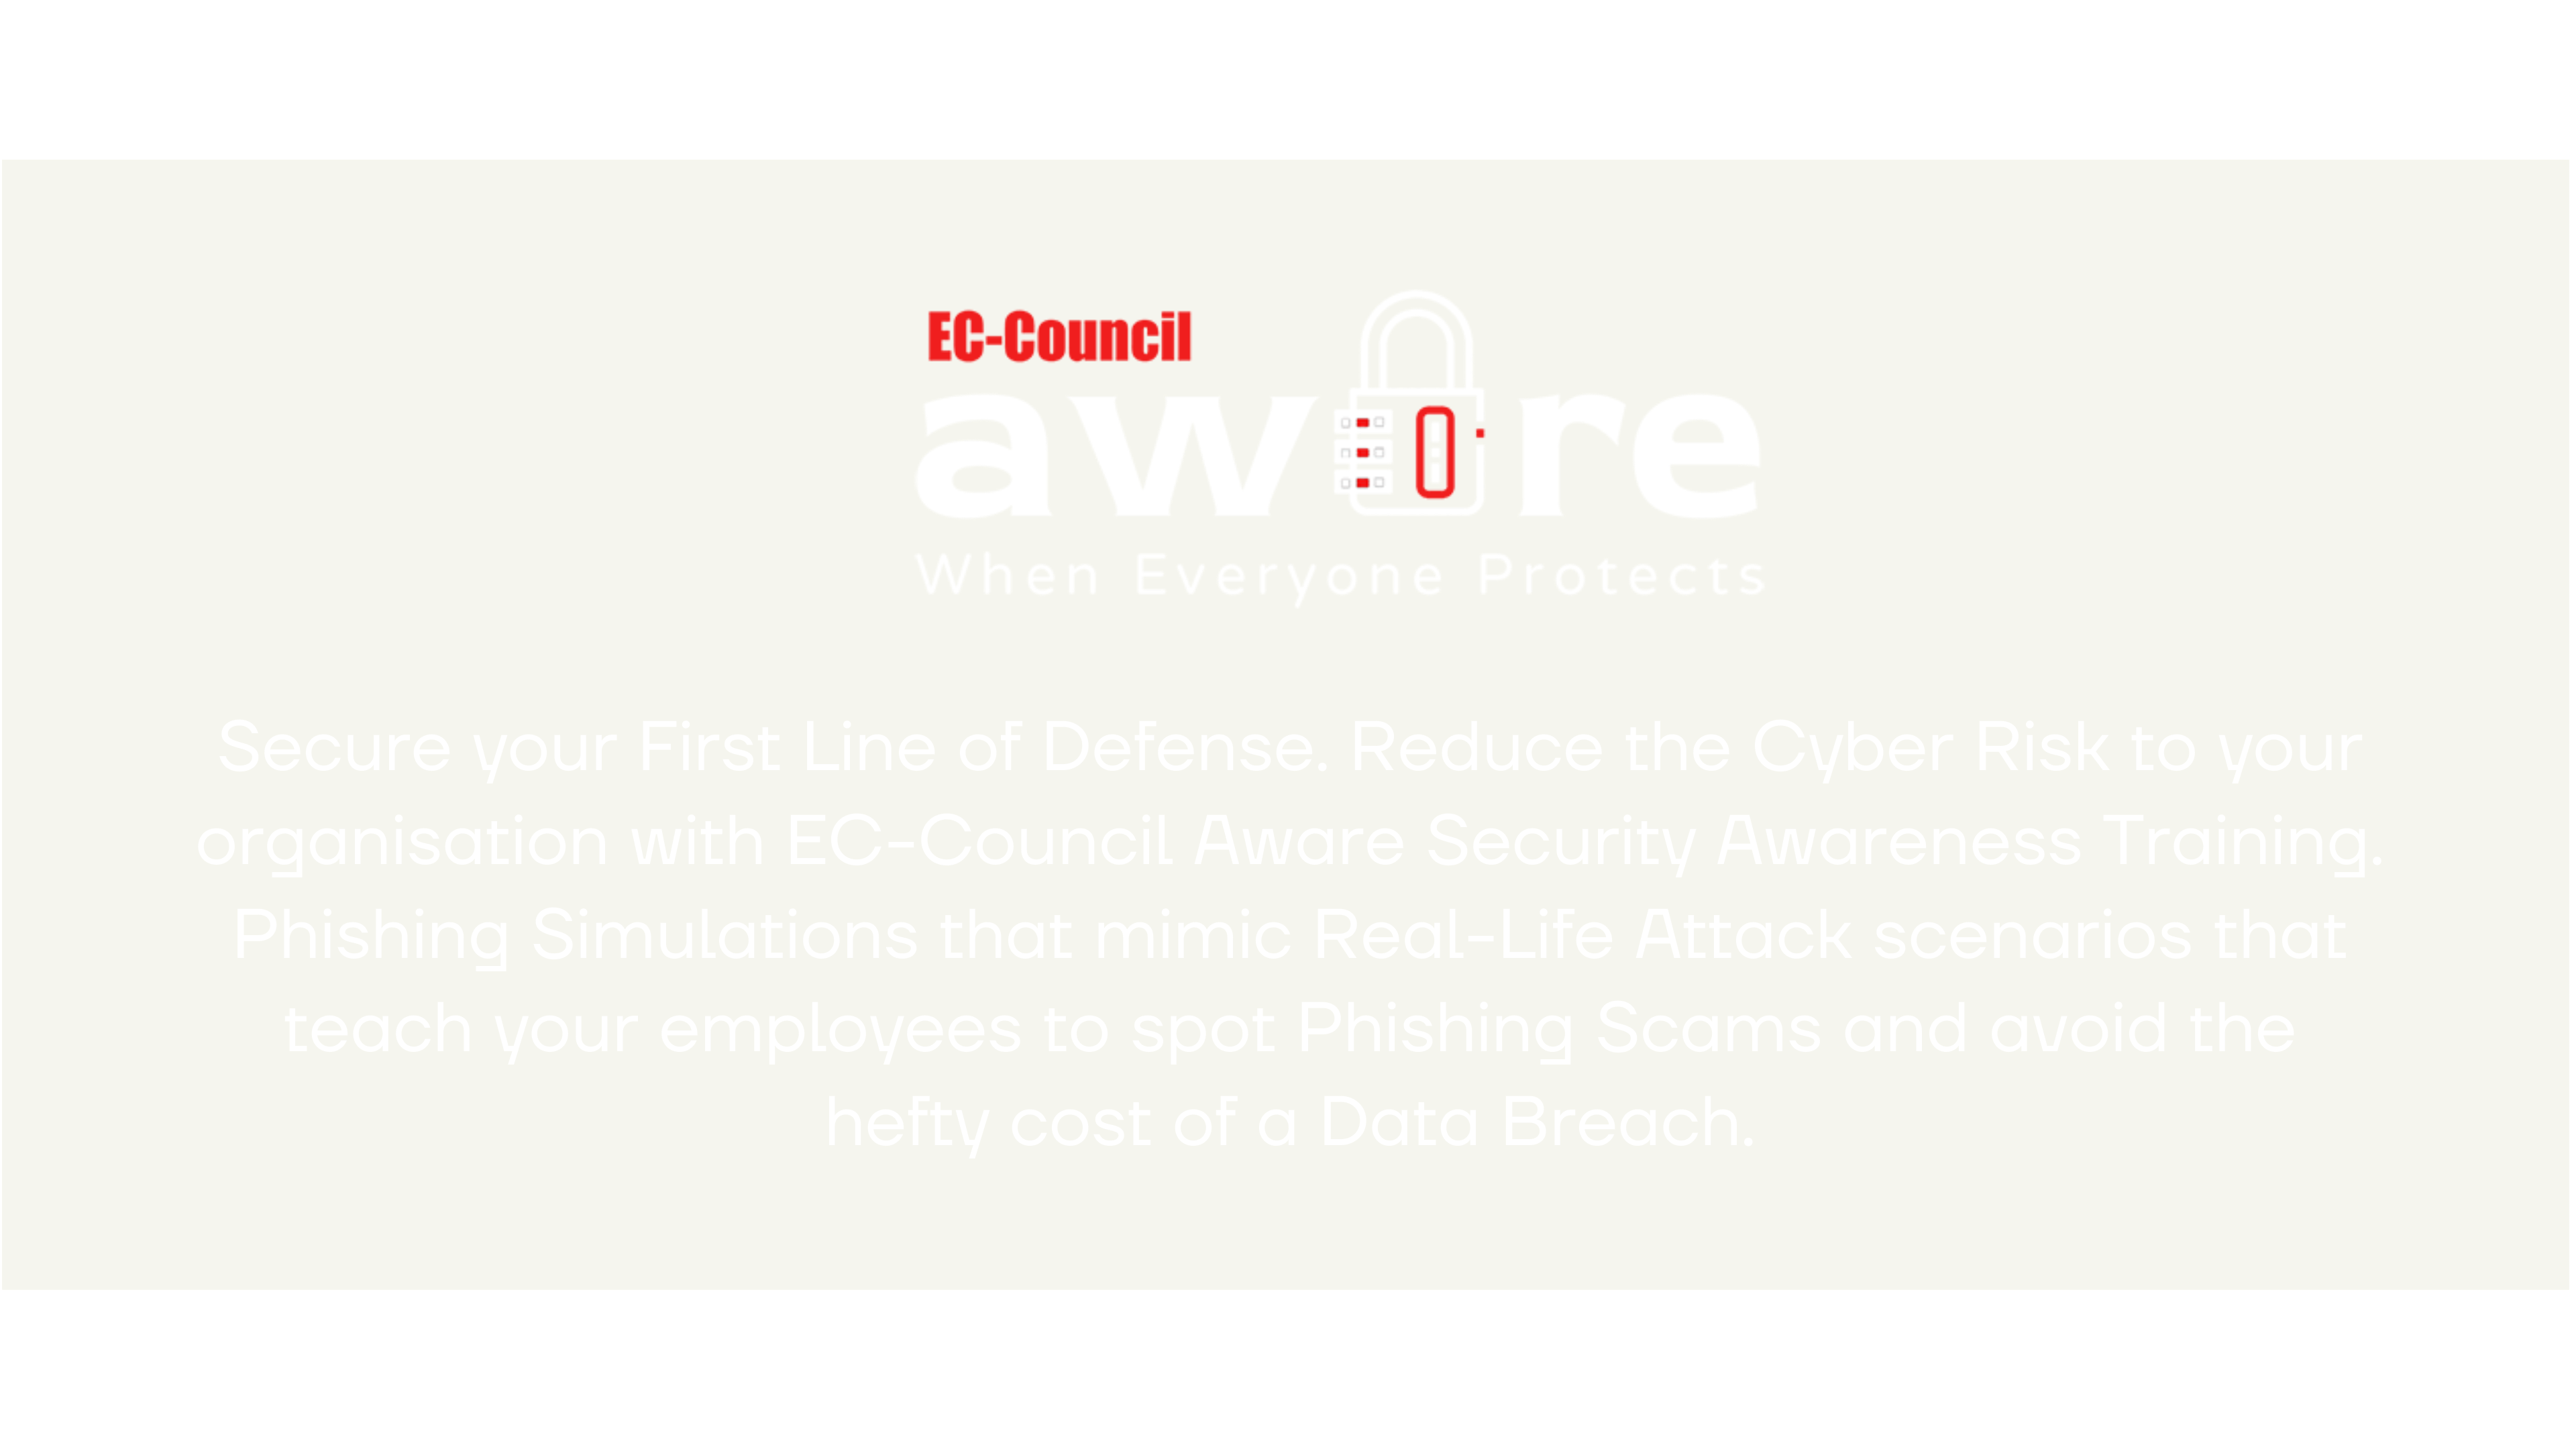 EC-Council
aware
When Everyone Protects
Secure your First Line of Defense. Reduce the Cyber Risk to your
organisation with EC-Council Aware Security Awareness Training.
Phishing Simulations that mimic Real-Life Attack scenarios that
teach your employees to spot Phishing Scams and avoid the
hefty cost of a Data Breach.